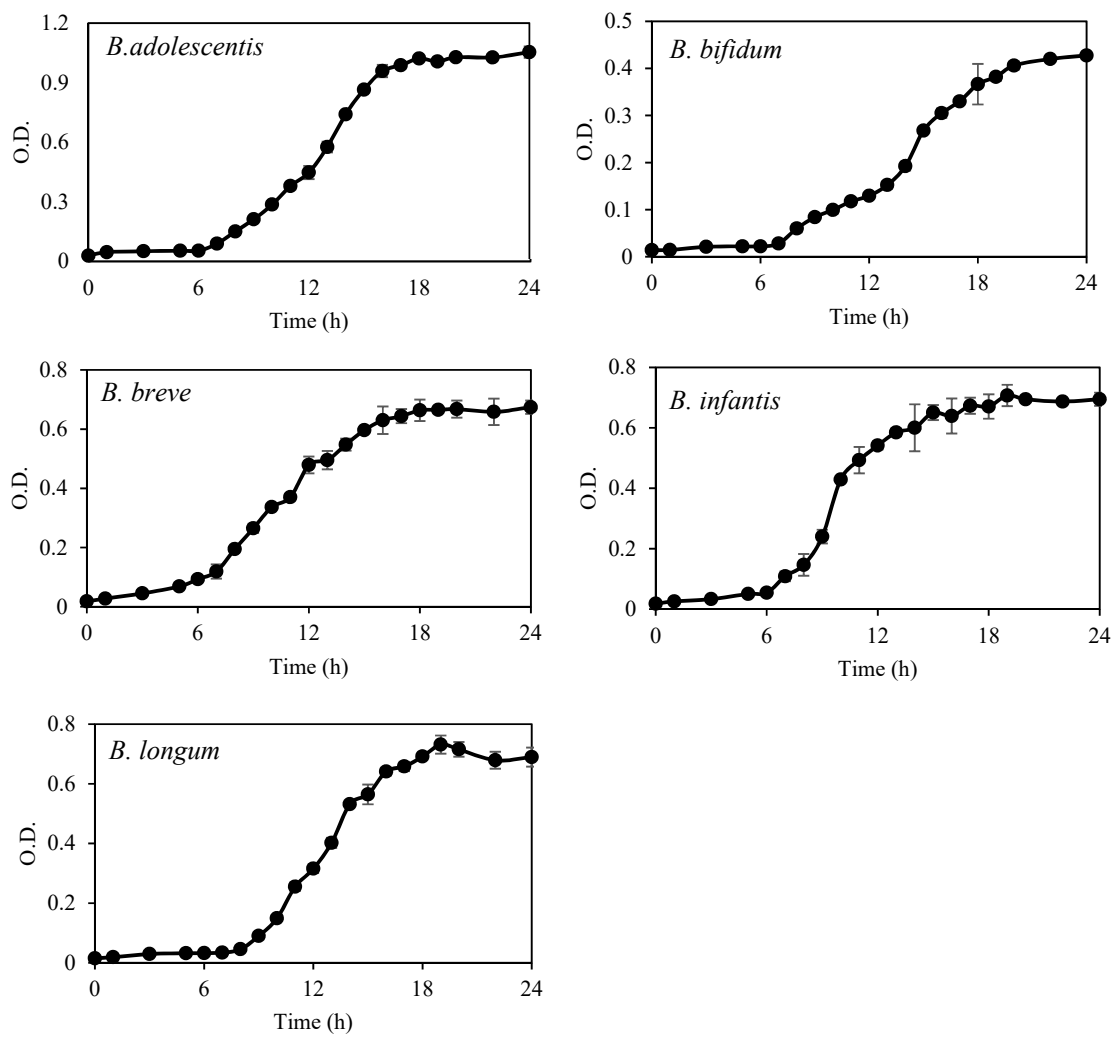 B.adolescentis
O.D.
1.2
0.9
0.6
0.3
0
0 6 12 18 24
Time (h)
B. bifidum
O.D.
0.5
0.4
0.3
0.2
0.1
0
0 6 12 18 24
Time (h)
B. breve
O.D.
0.8
0.6
0.4
0.2
0
0 6 12 18 24
Time (h)
B. infantis
O.D.
0.8
0.6
0.4
0.2
0
0 6 12 18 24
Time (h)
B. longum
O.D.
0.8
0.6
0.4
0.2
0
0 6 12 18 24
Time (h)